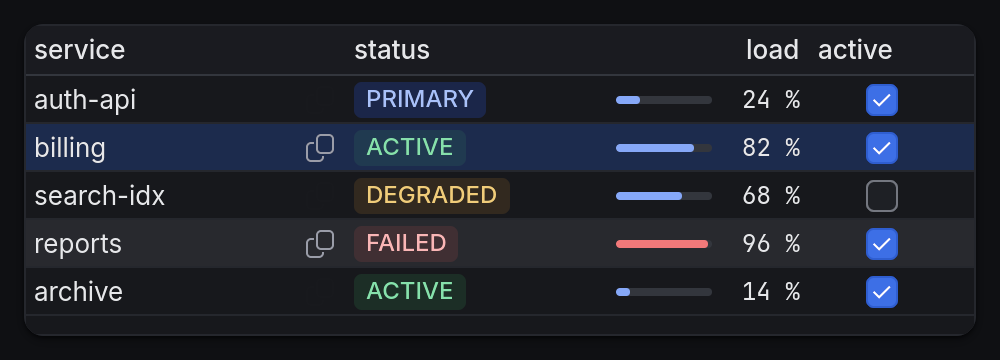 service status load active
auth-api PRIMARY 24 %
billing ACTIVE 82 %
search-idx DEGRADED 68 %
reports FAILED 96 %
archive ACTIVE 14 %